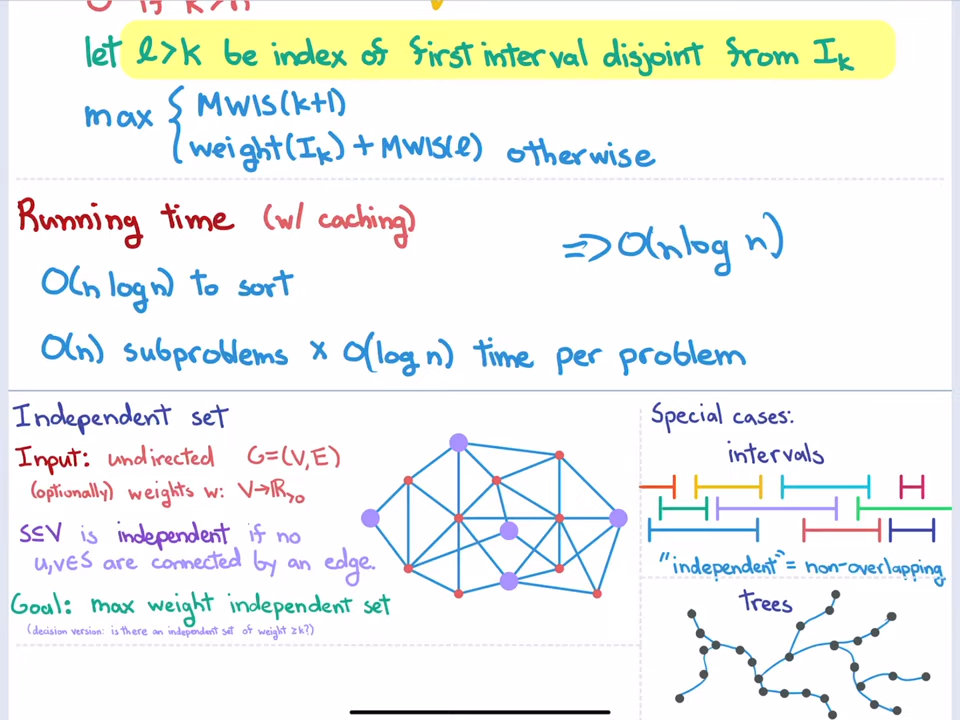 0 if k>n
let l>k be index of first interval disjoint from Iₖ
max { MWIS(k+1)
weight(Iₖ) + MWIS(l) otherwise
Running time (w/ caching)
=> O(n log n)
O(n log n) to sort
O(n) subproblems x O(log n) time per problem
Independent set
Input: undirected G=(V,E)
(optionally) weights w: V→ℝ>0
S⊆V is independent if no
u,v∈S are connected by an edge.
Goal: max weight independent set
(decision version: is there an independent set of weight ≥k?)
Special cases:
intervals
"independent" = non-overlapping
trees